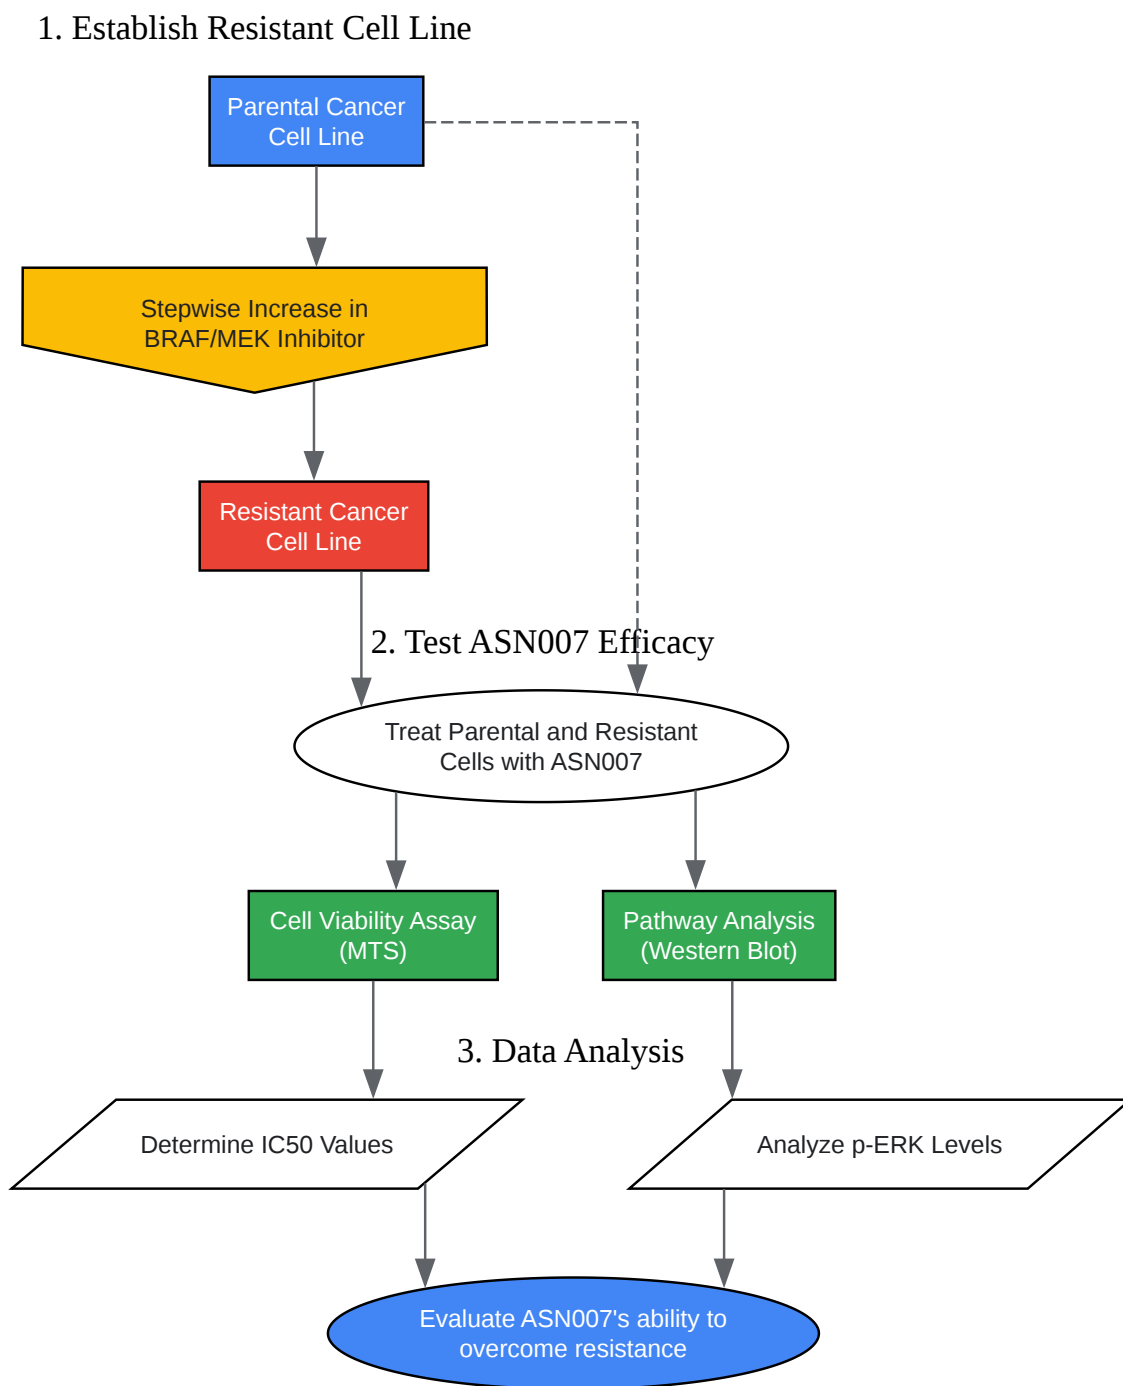 1. Establish Resistant Cell Line
Parental Cancer
Cell Line
Stepwise Increase in
BRAF/MEK Inhibitor
Resistant Cancer
Cell Line
2. Test ASN007 Efficacy
Treat Parental and Resistant
Cells with ASN007
Cell Viability Assay
(MTS)
Pathway Analysis
(Western Blot)
3. Data Analysis
Determine IC50 Values
Analyze p-ERK Levels
Evaluate ASN007's ability to
overcome resistance